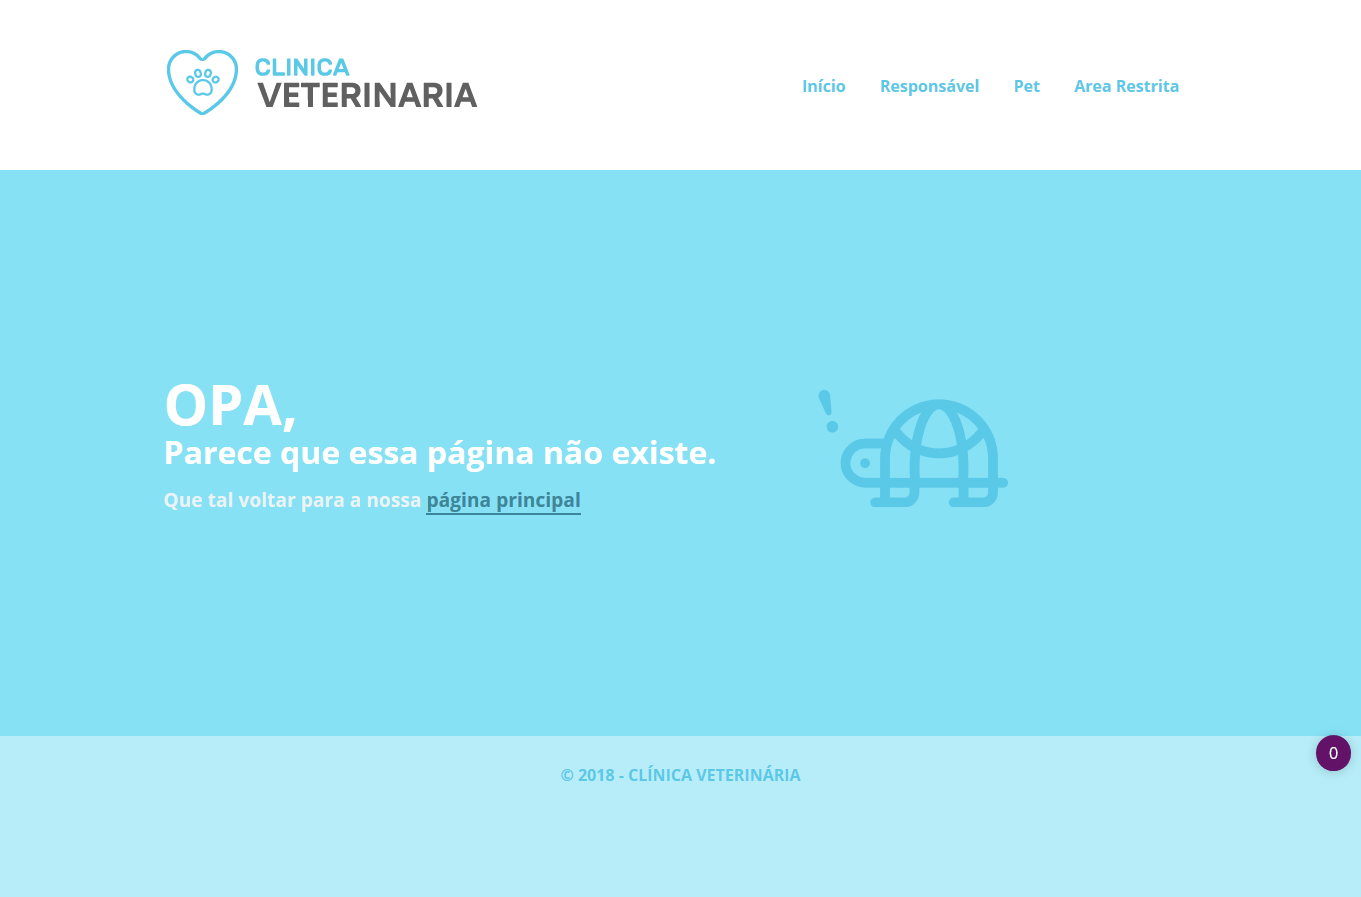 CLINICA
VETERINARIA
Início Responsável Pet Area Restrita
OPA,
Parece que essa página não existe.
Que tal voltar para a nossa página principal
0
© 2018 - CLÍNICA VETERINÁRIA